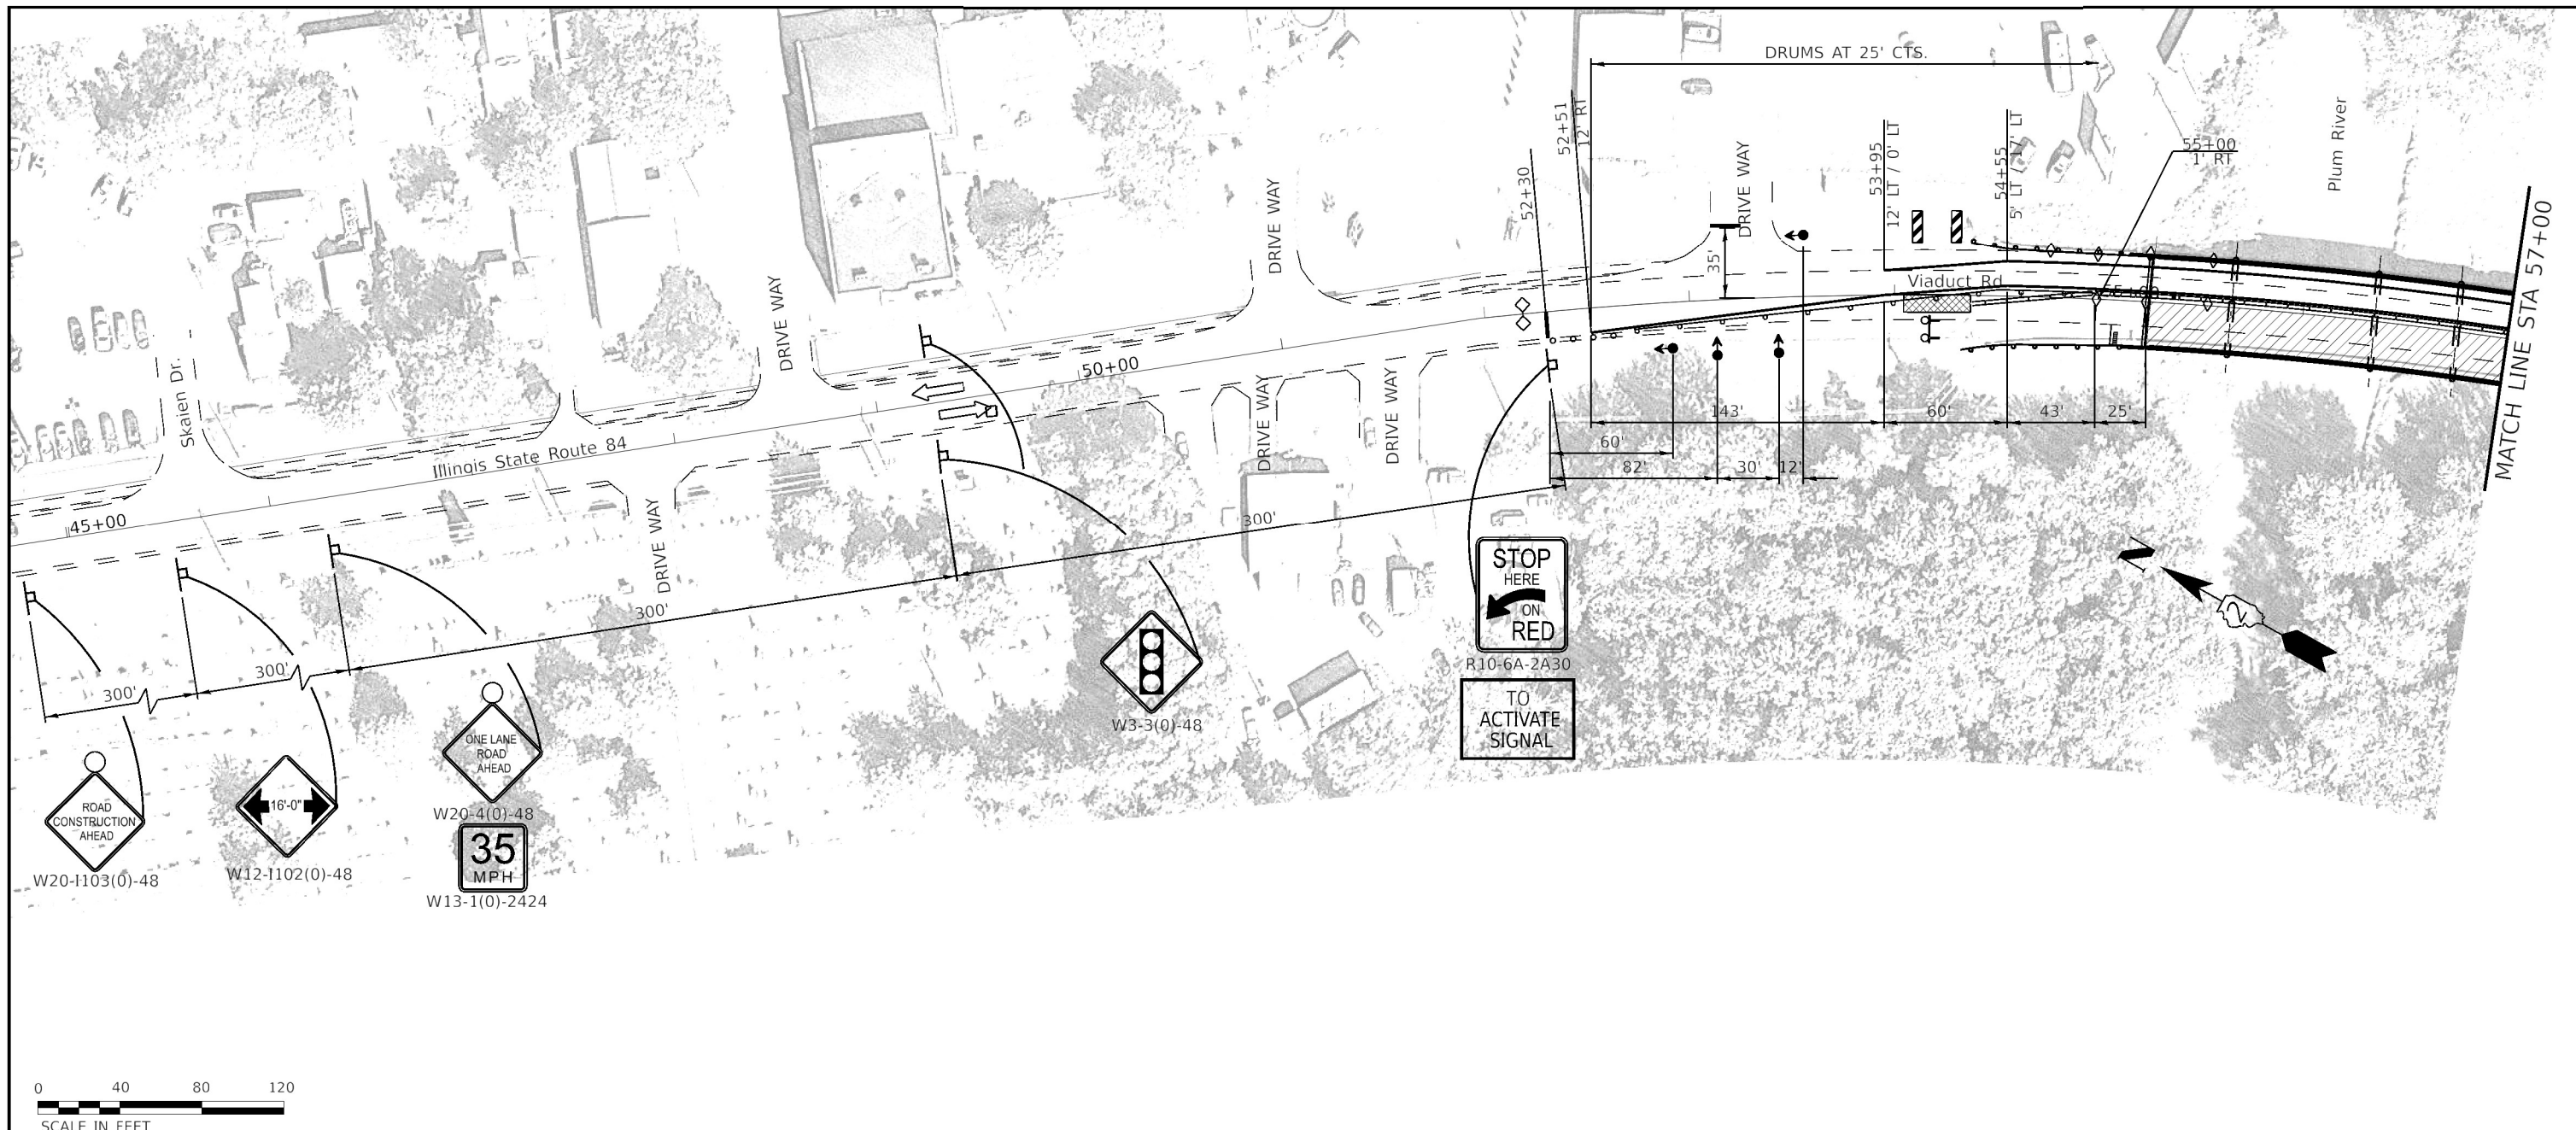 DRUMS AT 25' CTS.
52+30
52+51
12' RT
DRIVE WAY
53+95
12' LT / 0' LT
54+55
5' LT / 17' LT
55+00
1' RT
Plum River
MATCH LINE STA 57+00
35'
Viaduct Rd
DRIVE WAY
DRIVE WAY
Skaien Dr.
Illinois State Route 84
45+00
50+00
DRIVE WAY
DRIVE WAY
DRIVE WAY
143'
60'
43'
25'
60'
82'
30'
12'
300'
300'
300'
300'
STOP
HERE
ON
RED
R10-6A-2A30
TO
ACTIVATE
SIGNAL
W3-3(0)-48
ONE LANE
ROAD
AHEAD
W20-4(0)-48
35
MPH
W13-1(0)-2424
16'-0"
W12-I102(0)-48
ROAD
CONSTRUCTION
AHEAD
W20-I103(0)-48
N
2
0 40 80 120
SCALE IN FEET